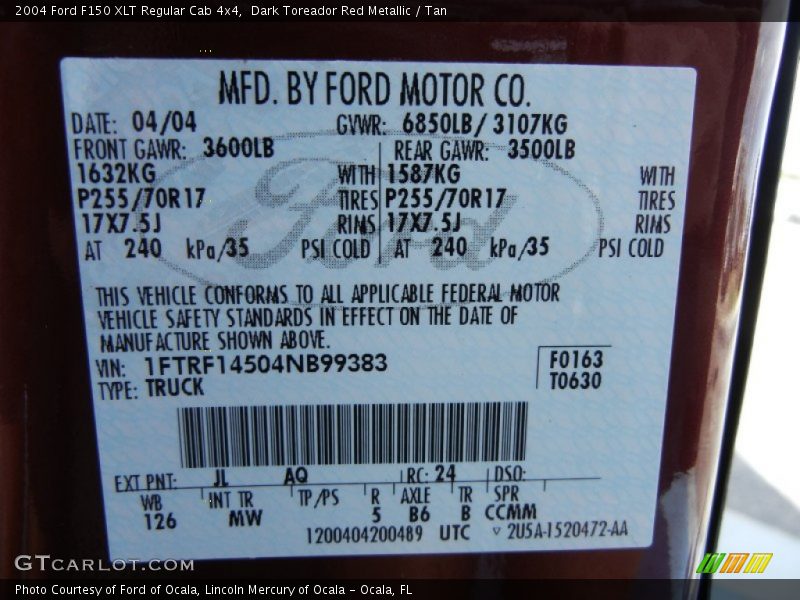 2004 Ford F150 XLT Regular Cab 4x4,  Dark Toreador Red Metallic / Tan
MFD. BY FORD MOTOR CO.
DATE: 04/04 GVWR: 6850LB/ 3107KG
FRONT GAWR: 3600LB REAR GAWR: 3500LB
1632KG WITH 1587KG WITH
P255/70R17 TIRES P255/70R17 TIRES
17X7.5J RIMS 17X7.5J RIMS
AT 240 kPa/35 PSI COLD AT 240 kPa/35 PSI COLD
Ford
THIS VEHICLE CONFORMS TO ALL APPLICABLE FEDERAL MOTOR
VEHICLE SAFETY STANDARDS IN EFFECT ON THE DATE OF
MANUFACTURE SHOWN ABOVE.
VIN: 1FTRF14504NB99383 F0163
TYPE: TRUCK T0630
EXT PNT: JL AQ RC: 24 DSO:
WB INT TR TP/PS R AXLE TR SPR
126 MW 5 B6 B CCMM
1200404200489 UTC ▽ 2U5A-1520472-AA
GTCARLOT.COM
Photo Courtesy of Ford of Ocala, Lincoln Mercury of Ocala - Ocala, FL